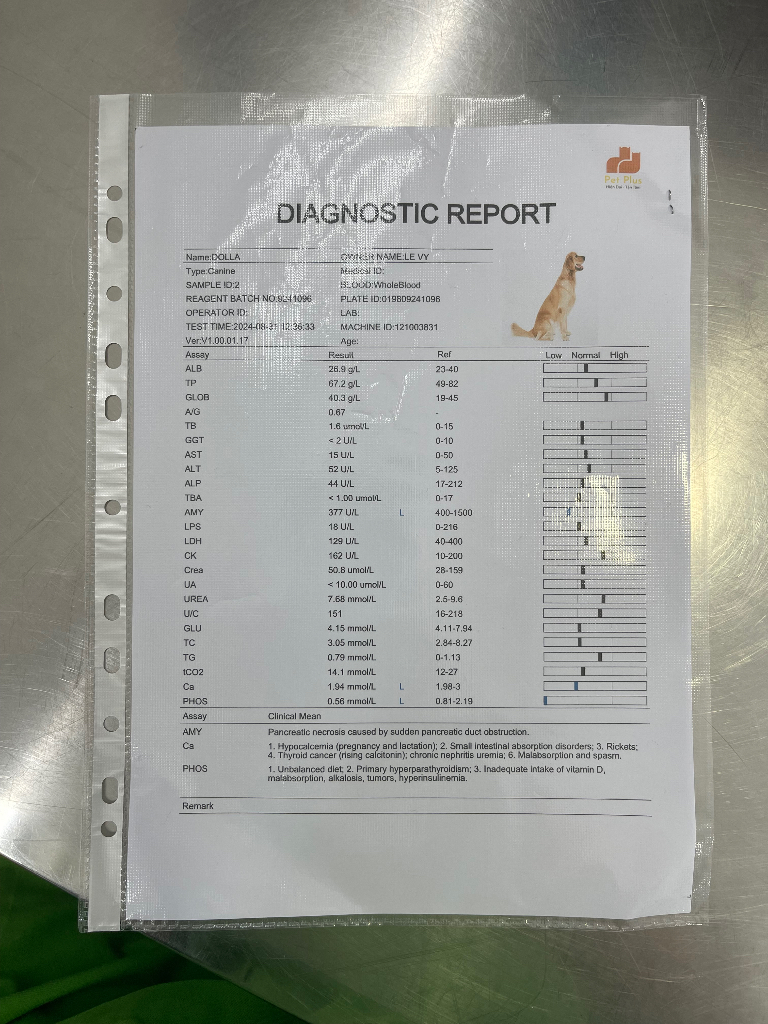 Pet Plus
DIAGNOSTIC REPORT
Name:DOLLA OWNER NAME:LE VY
Type:Canine Medical ID:
SAMPLE ID:2 BLOOD:WholeBlood
REAGENT BATCH NO:9241096 PLATE ID:019809241096
OPERATOR ID: LAB:
TEST TIME:2024-08-31 12:36:33 MACHINE ID:121003831
Ver:V1.00.01.17 Age:
Assay Result Ref Low Normal High
ALB 26.9 g/L 23-40
TP 67.2 g/L 49-82
GLOB 40.3 g/L 19-45
A/G 0.67 -
TB 1.6 umol/L 0-15
GGT < 2 U/L 0-10
AST 15 U/L 0-50
ALT 52 U/L 5-125
ALP 44 U/L 17-212
TBA < 1.00 umol/L 0-17
AMY 377 U/L L 400-1500
LPS 18 U/L 0-216
LDH 129 U/L 40-400
CK 162 U/L 10-200
Crea 50.8 umol/L 28-159
UA < 10.00 umol/L 0-60
UREA 7.68 mmol/L 2.5-9.6
U/C 151 16-218
GLU 4.15 mmol/L 4.11-7.94
TC 3.05 mmol/L 2.84-8.27
TG 0.79 mmol/L 0-1.13
tCO2 14.1 mmol/L 12-27
Ca 1.94 mmol/L L 1.98-3
PHOS 0.56 mmol/L L 0.81-2.19
Assay Clinical Mean
AMY Pancreatic necrosis caused by sudden pancreatic duct obstruction.
Ca 1. Hypocalcemia (pregnancy and lactation); 2. Small intestinal absorption disorders; 3. Rickets;
4. Thyroid cancer (rising calcitonin); chronic nephritis uremia; 6. Malabsorption and spasm.
PHOS 1. Unbalanced diet; 2. Primary hyperparathyroidism; 3. Inadequate intake of vitamin D,
malabsorption, alkalosis, tumors, hyperinsulinemia.
Remark